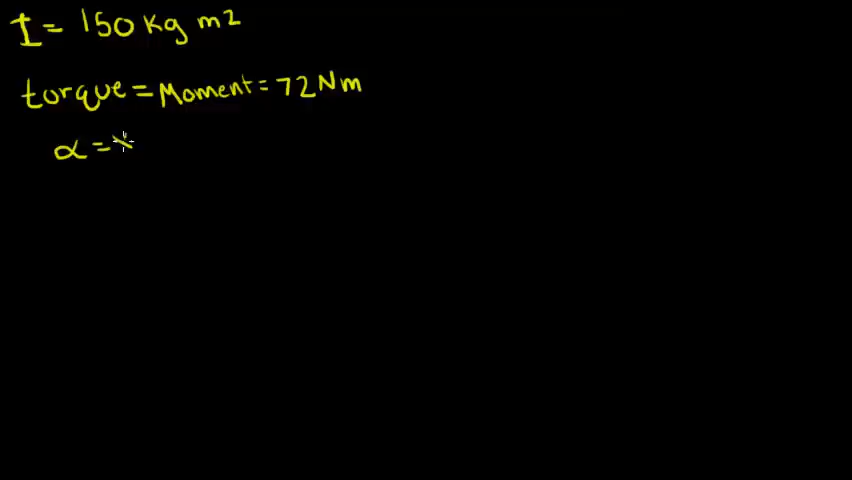 I = 150 kg m2
torque = Moment = 72 Nm
α =